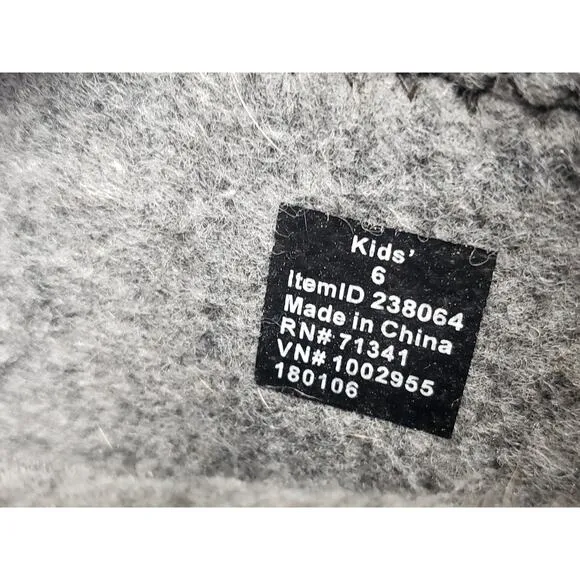 Kids'
6
ItemID 238064
Made in China
RN# 71341
VN# 1002955
180106